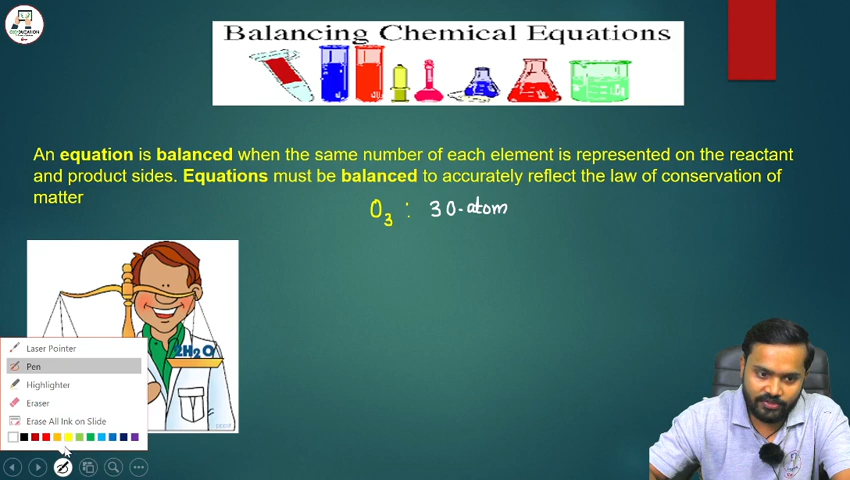 Balancing Chemical Equations
An equation is balanced when the same number of each element is represented on the reactant
and product sides. Equations must be balanced to accurately reflect the law of conservation of
matter
O3 : 3 O-atom
2H2O
Laser Pointer
Pen
Highlighter
Eraser
Erase All Ink on Slide